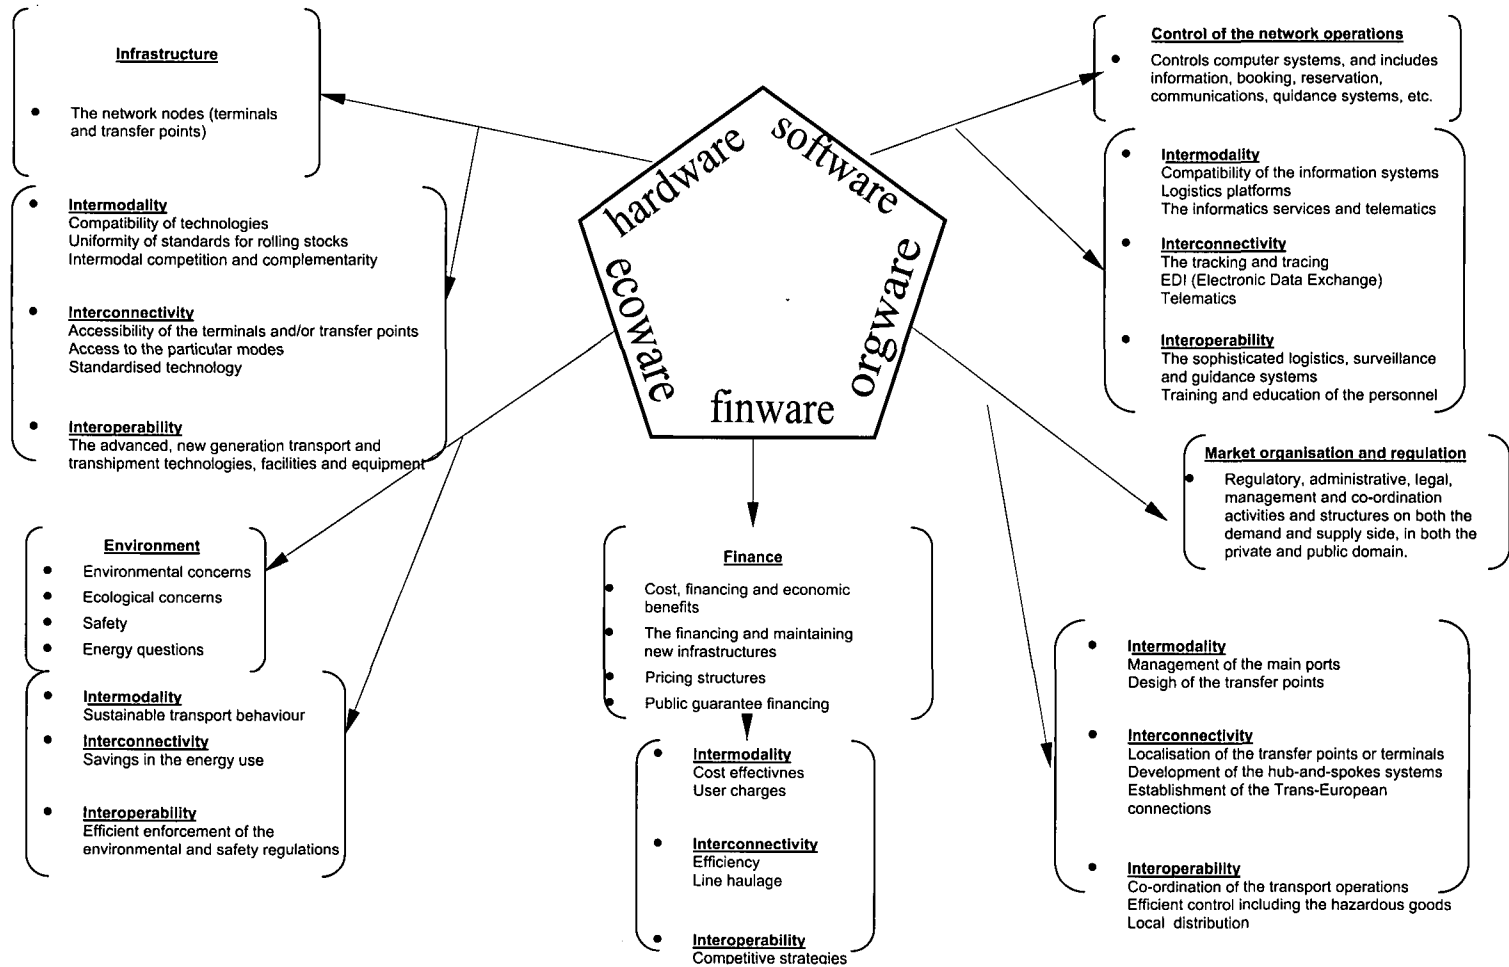 Infrastructure
The network nodes (terminals
and transfer points)
Intermodality
Compatibility of technologies
Uniformity of standards for rolling stocks
Intermodal competition and complementarity
Interconnectivity
Accessibility of the terminals and/or transfer points
Access to the particular modes
Standardised technology
Interoperability
The advanced, new generation transport and
transhipment technologies, facilities and equipment
Environment
Environmental concerns
Ecological concerns
Safety
Energy questions
Intermodality
Sustainable transport behaviour
Interconnectivity
Savings in the energy use
Interoperability
Efficient enforcement of the
environmental and safety regulations
hardware
software
ecoware
orgware
finware
Finance
Cost, financing and economic
benefits
The financing and maintaining
new infrastructures
Pricing structures
Public guarantee financing
Intermodality
Cost effectivnes
User charges
Interconnectivity
Efficiency
Line haulage
Interoperability
Competitive strategies
Control of the network operations
Controls computer systems, and includes
information, booking, reservation,
communications, quidance systems, etc.
Intermodality
Compatibility of the information systems
Logistics platforms
The informatics services and telematics
Interconnectivity
The tracking and tracing
EDI (Electronic Data Exchange)
Telematics
Interoperability
The sophisticated logistics, surveillance
and guidance systems
Training and education of the personnel
Market organisation and regulation
Regulatory, administrative, legal,
management and co-ordination
activities and structures on both the
demand and supply side, in both the
private and public domain.
Intermodality
Management of the main ports
Desigh of the transfer points
Interconnectivity
Localisation of the transfer points or terminals
Development of the hub-and-spokes systems
Establishment of the Trans-European
connections
Interoperability
Co-ordination of the transport operations
Efficient control including the hazardous goods
Local distribution